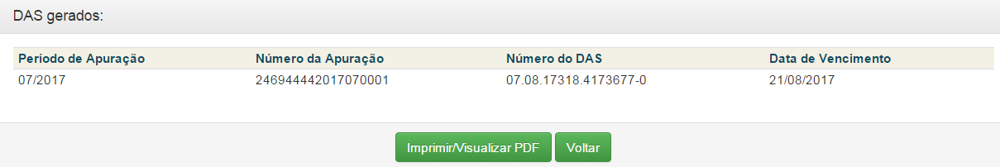 DAS gerados:
Período de Apuração Número da Apuração Número do DAS Data de Vencimento
07/2017 246944442017070001 07.08.17318.4173677-0 21/08/2017
Imprimir/Visualizar PDF Voltar